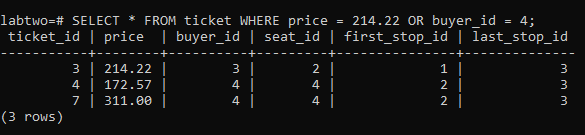 labtwo=# SELECT * FROM ticket WHERE price = 214.22 OR buyer_id = 4;
 ticket_id | price  | buyer_id | seat_id | first_stop_id | last_stop_id
-----------+--------+----------+---------+---------------+--------------
         3 | 214.22 |        3 |       2 |             1 |            3
         4 | 172.57 |        4 |       4 |             2 |            3
         7 | 311.00 |        4 |       4 |             2 |            3
(3 rows)